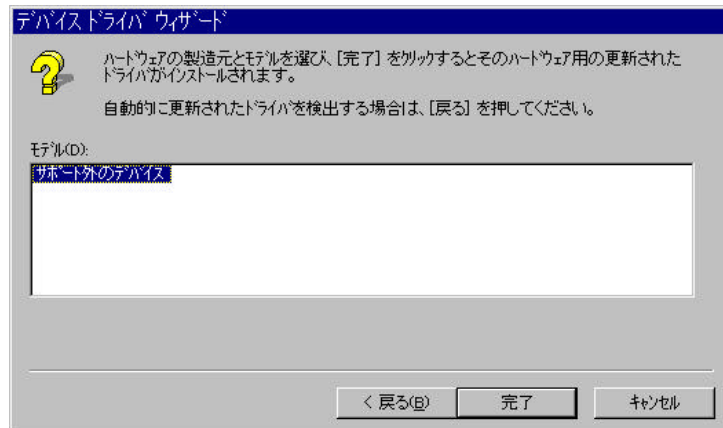 デバイス ドライバ ウィザード
ハードウェアの製造元とモデルを選び、[完了] をクリックするとそのハードウェア用の更新された
ドライバがインストールされます。
自動的に更新されたドライバを検出する場合は、[戻る] を押してください。
モデル(D):
サポート外のデバイス
< 戻る(B)
完了
キャンセル